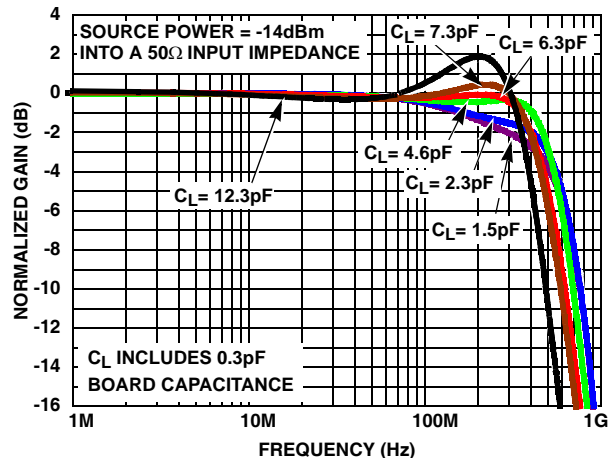 4
2
0
-2
-4
-6
-8
-10
-12
-14
-16
NORMALIZED GAIN (dB)
SOURCE POWER = -14dBm
INTO A 50Ω INPUT IMPEDANCE
CL= 7.3pF
CL= 6.3pF
CL= 4.6pF
CL= 2.3pF
CL= 1.5pF
CL= 12.3pF
CL INCLUDES 0.3pF
BOARD CAPACITANCE
1M
10M
100M
1G
FREQUENCY (Hz)